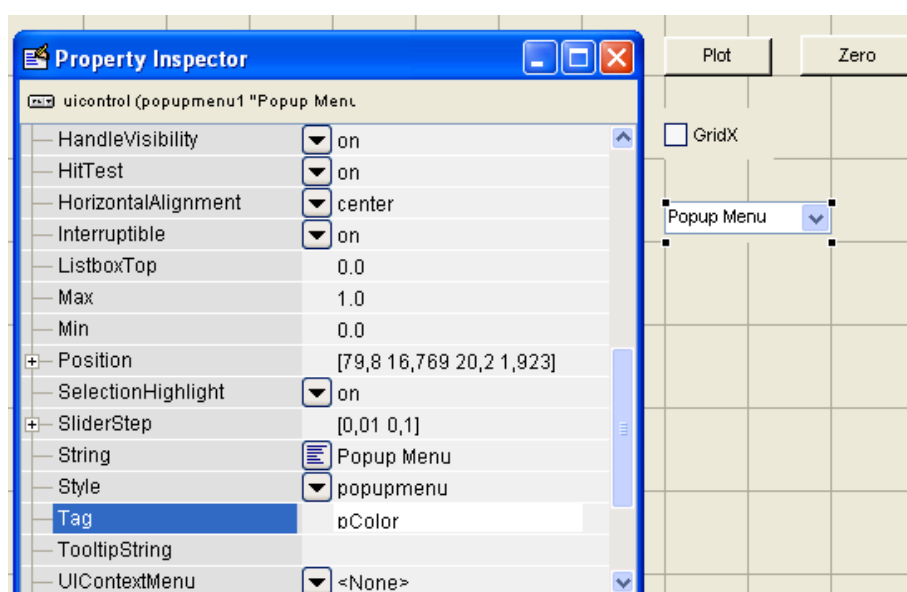 Property Inspector
Plot
Zero
uicontrol (popupmenu1 "Popup Menu
HandleVisibility on
GridX
HitTest on
HorizontalAlignment center
Popup Menu
Interruptible on
ListboxTop 0.0
Max 1.0
Min 0.0
Position [79,8 16,769 20,2 1,923]
SelectionHighlight on
SliderStep [0,01 0,1]
String Popup Menu
Style popupmenu
Tag pColor
TooltipString
UIContextMenu <None>